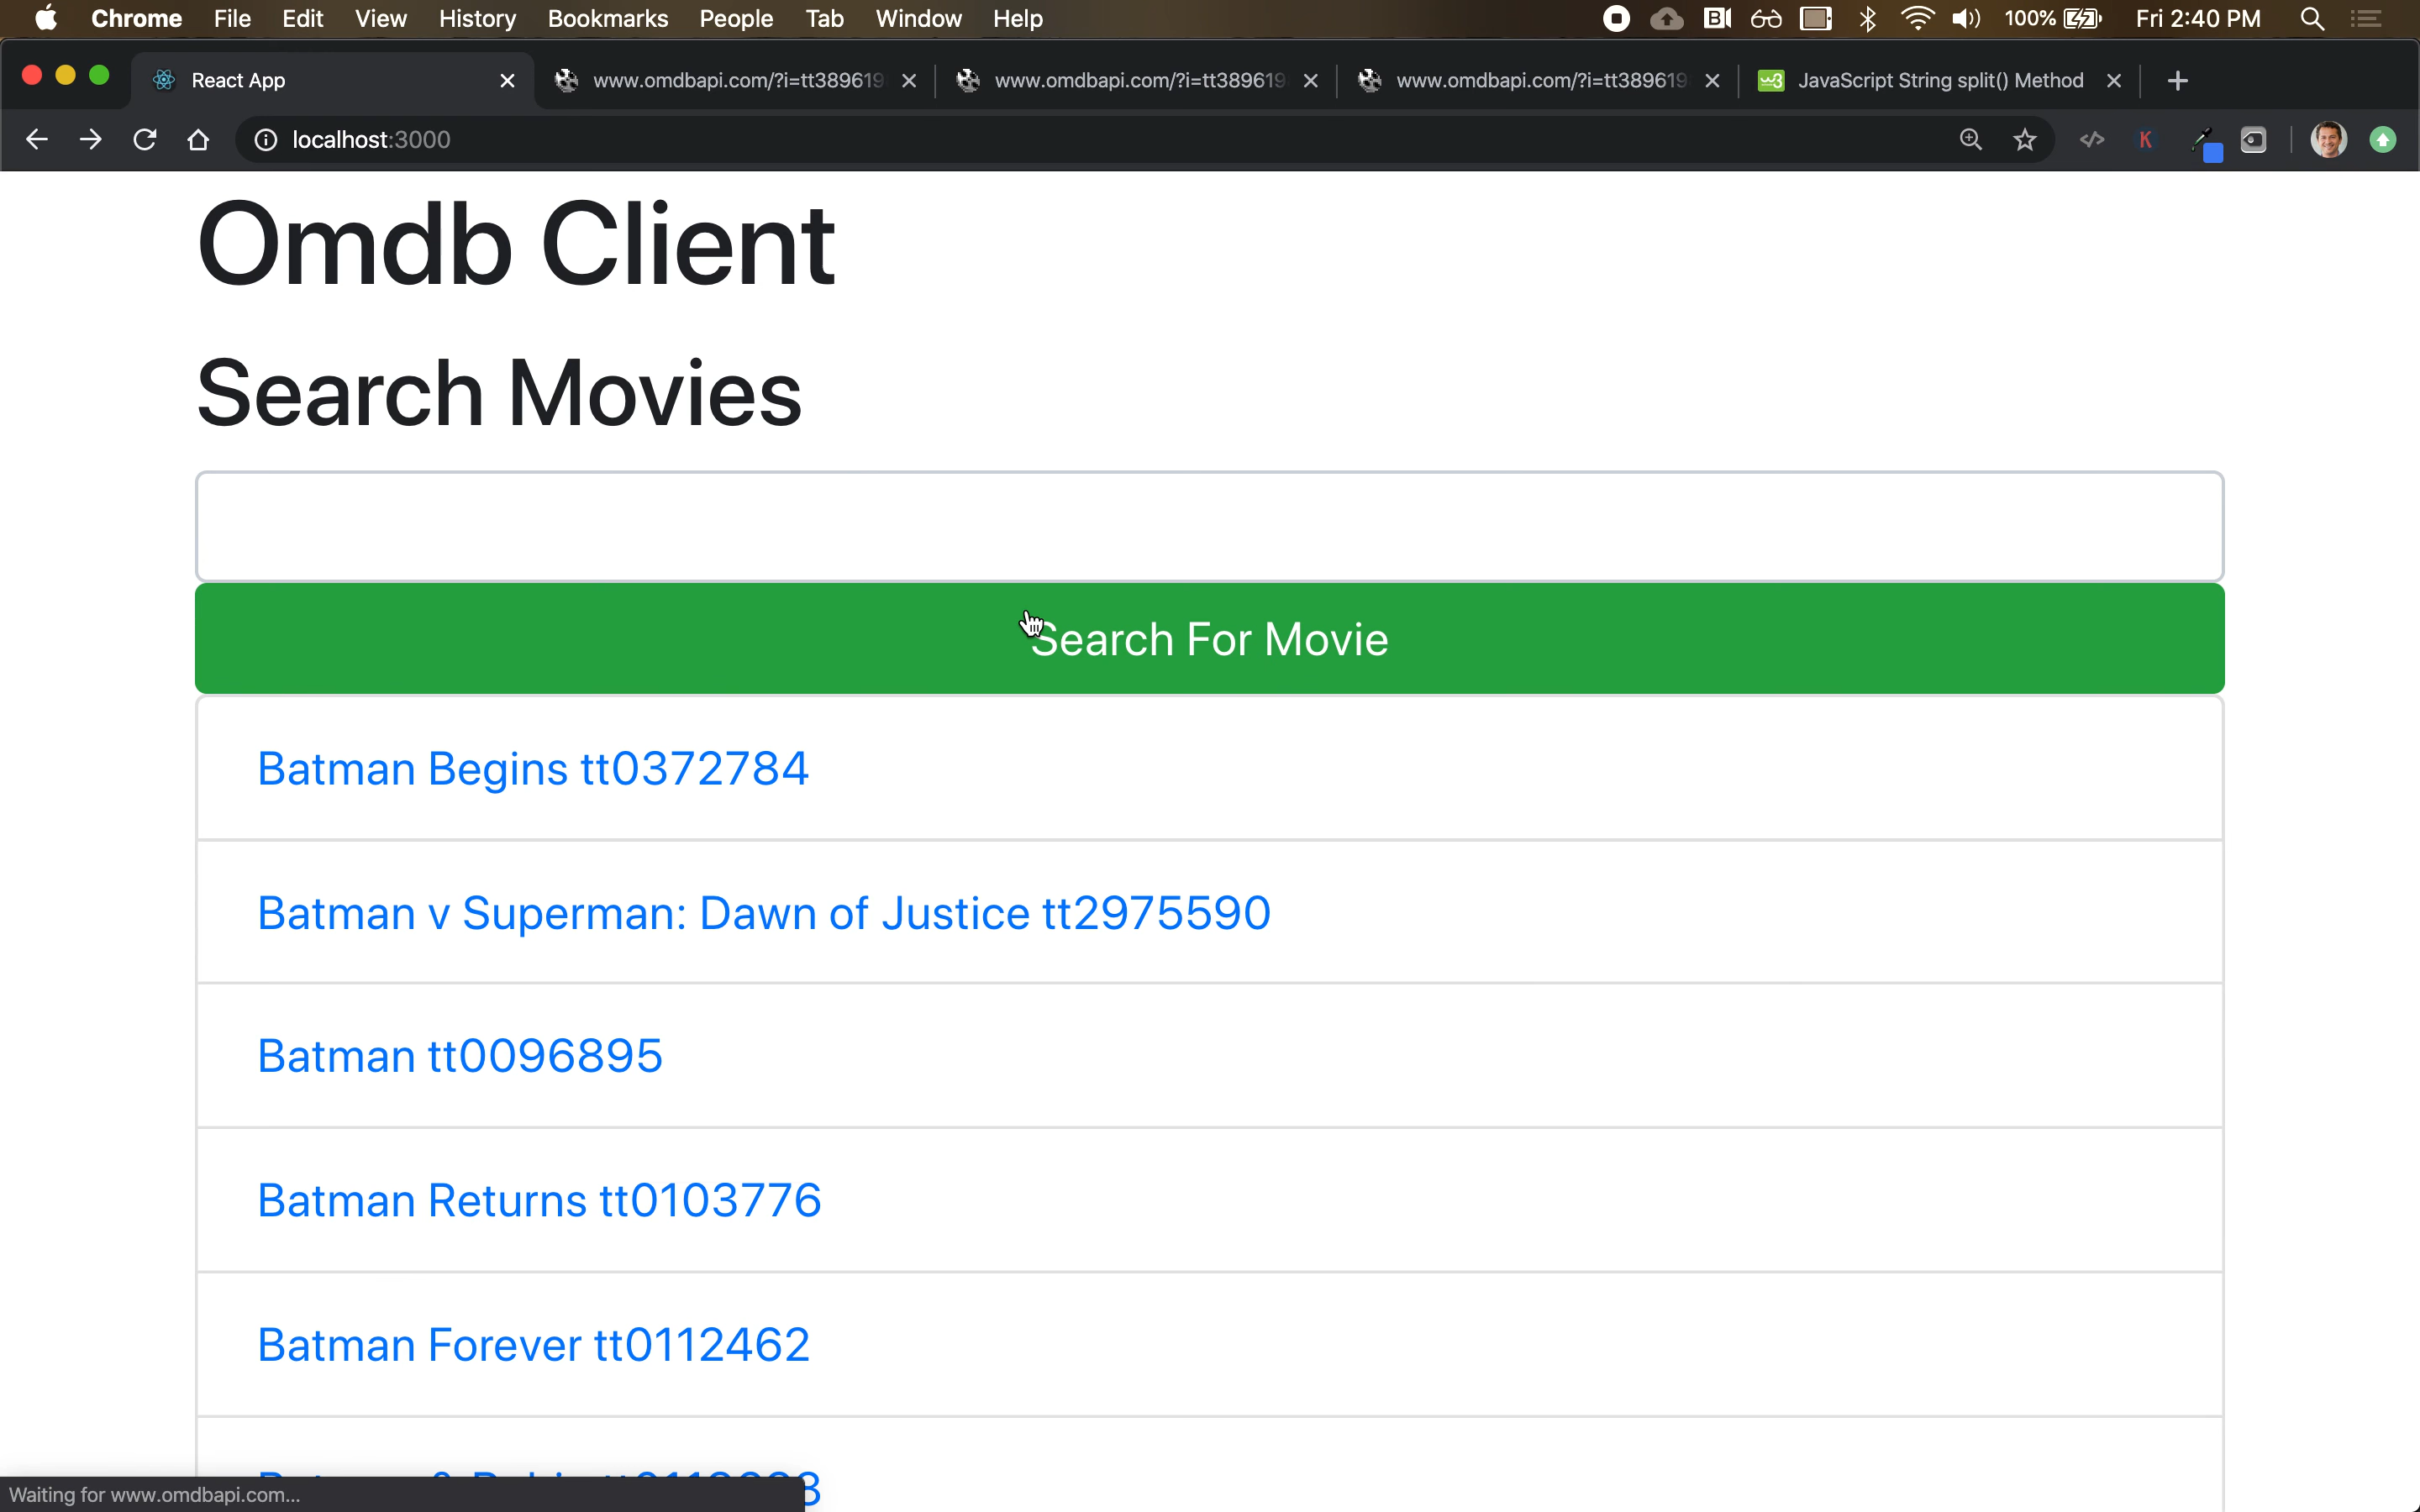 Chrome File Edit View History Bookmarks People Tab Window Help 100% Fri 2:40 PM
React App www.omdbapi.com/?i=tt389619 www.omdbapi.com/?i=tt389619 www.omdbapi.com/?i=tt389619 JavaScript String split() Method
localhost:3000
Omdb Client
Search Movies
Search For Movie
Batman Begins tt0372784
Batman v Superman: Dawn of Justice tt2975590
Batman tt0096895
Batman Returns tt0103776
Batman Forever tt0112462
Waiting for www.omdbapi.com...